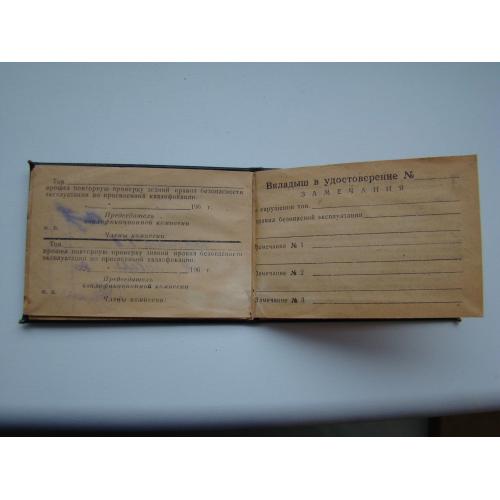 Тов.
прошел повторную проверку знаний правил безопасности
эксплуатации по присвоенной квалификации.
196 г.
Председатель
квалификационной комиссии
М. П.
Члены комиссии
Тов.
прошел повторную проверку знаний правил безопасности
эксплуатации по присвоенной квалификации.
196 г.
Председатель
квалификационной комиссии
М. П.
Члены комиссии
Вкладыш в удостоверение №
ЗАМЕЧАНИЯ
о нарушении тов.
правил безопасной эксплуатации
Замечание № 1
Замечание № 2
Замечание № 3